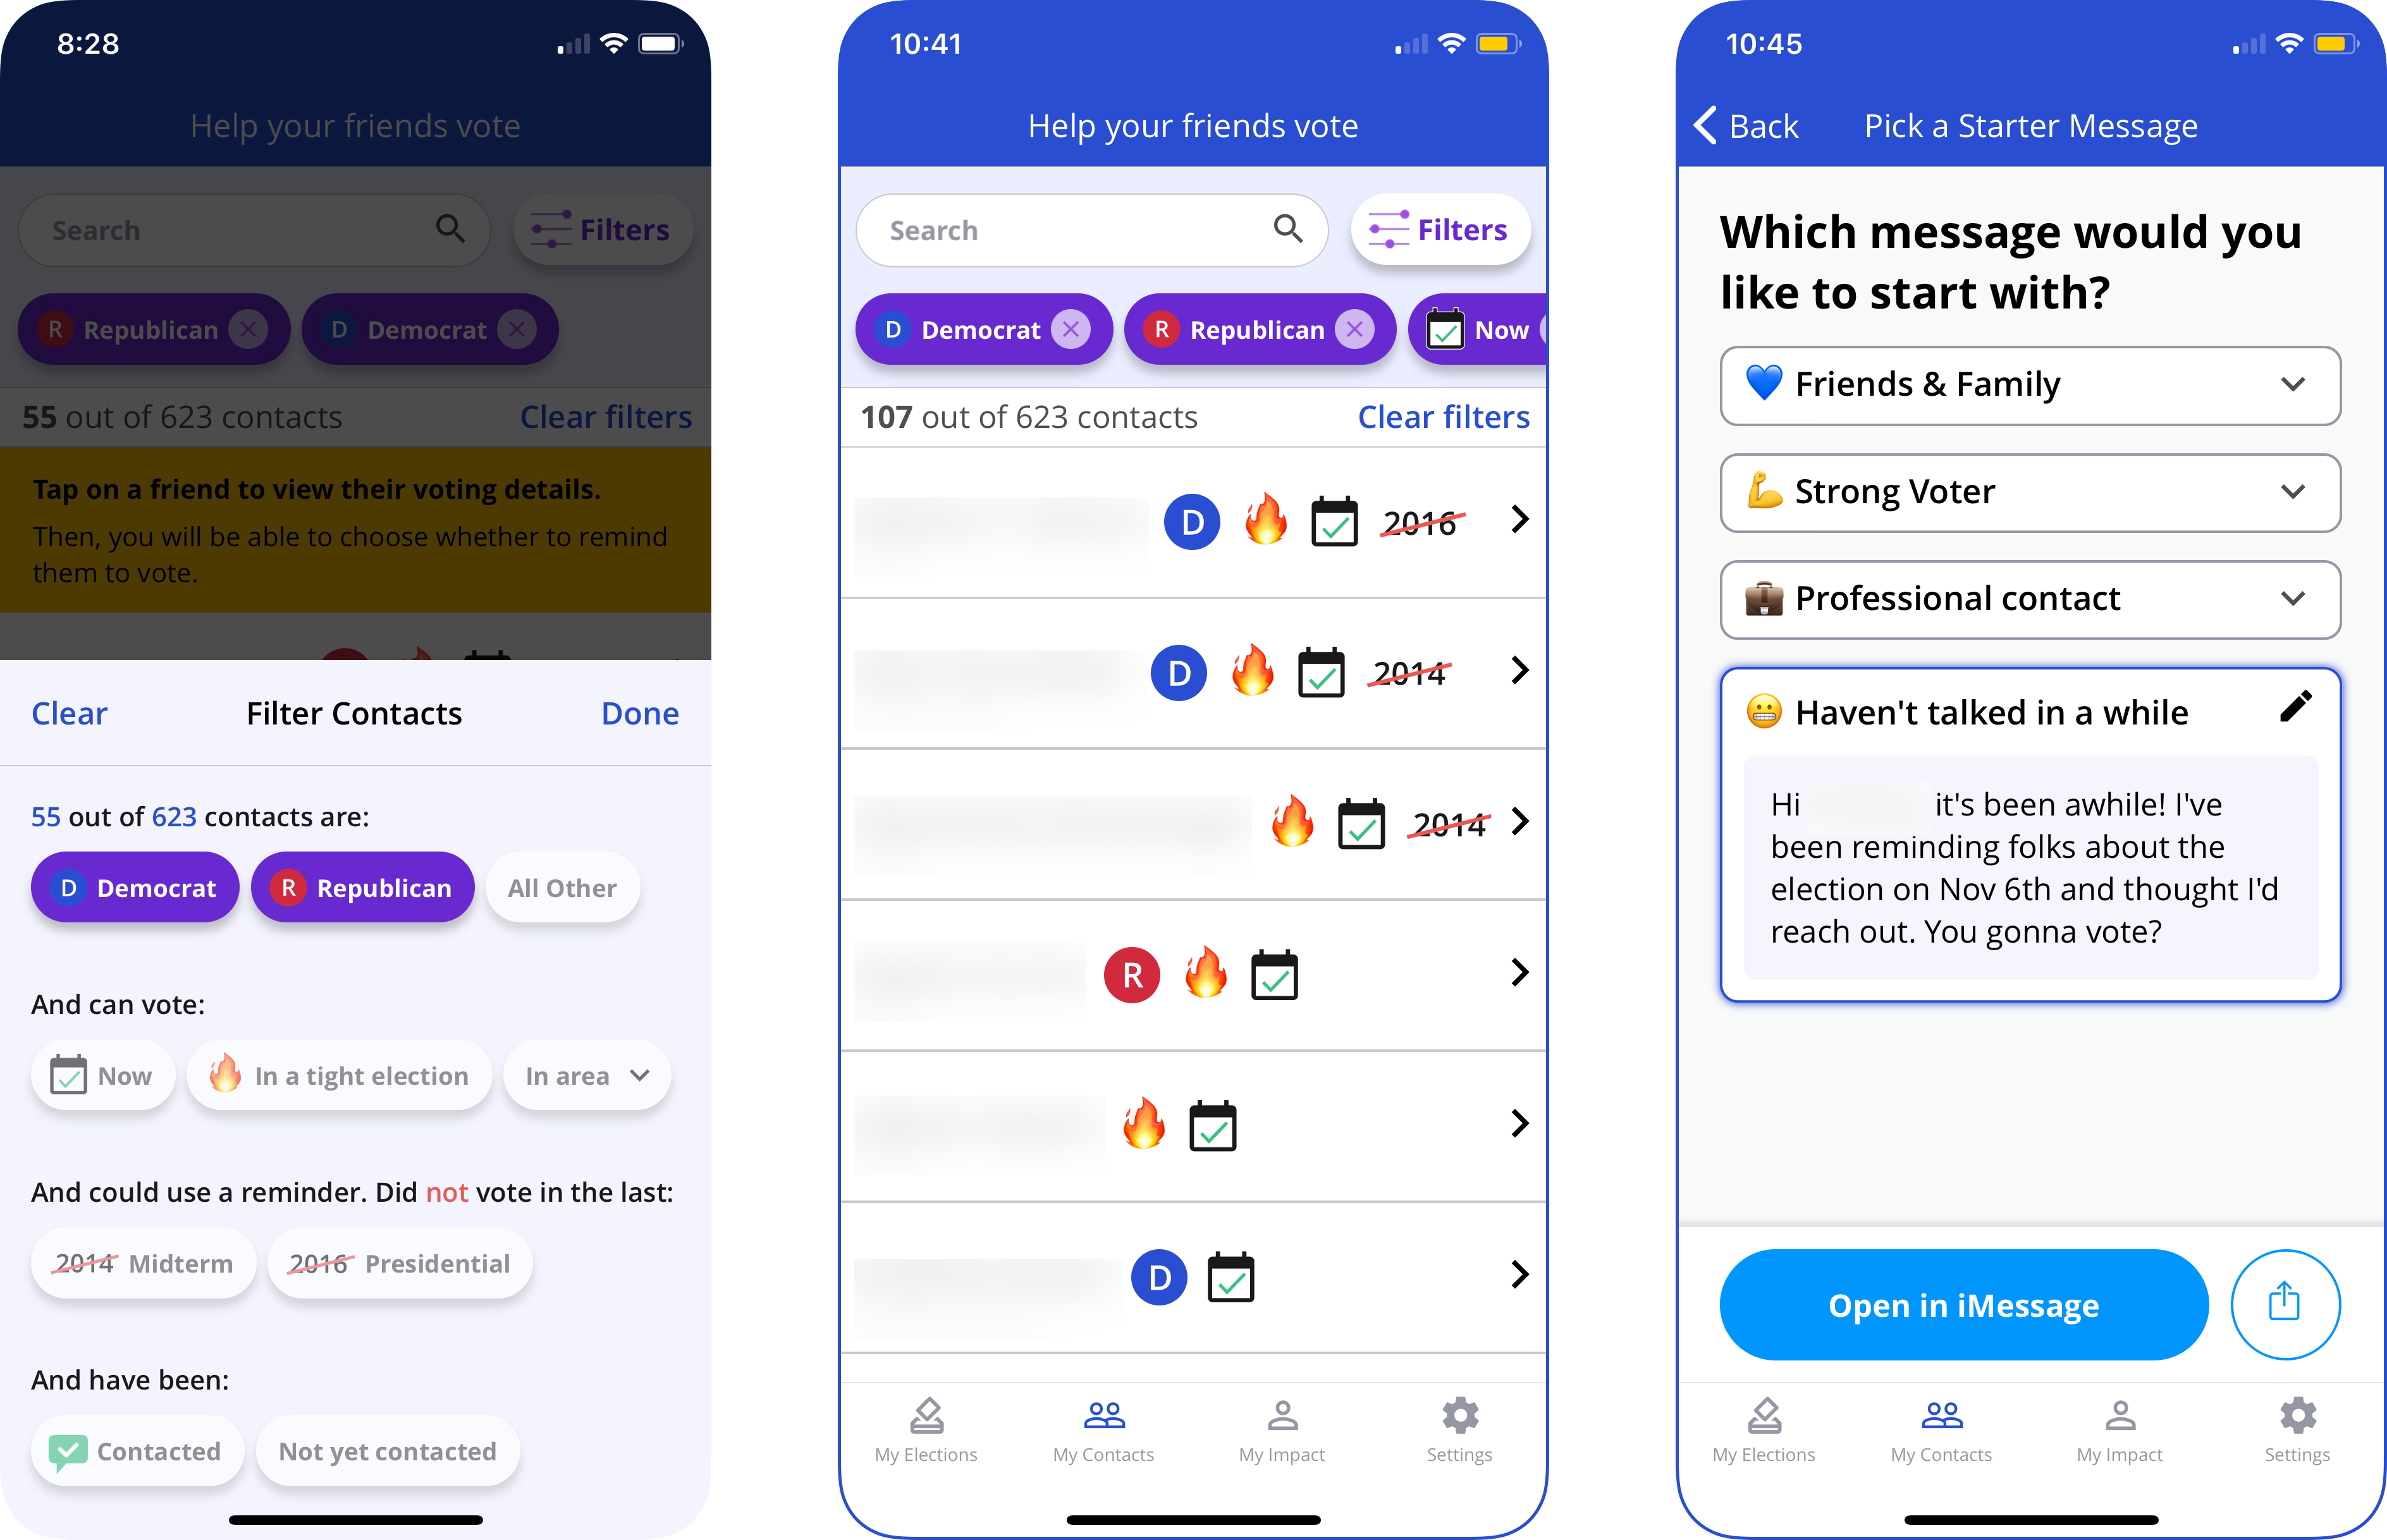 8:28
Help your friends vote
Search
Filters
R Republican
D Democrat
55 out of 623 contacts
Clear filters
Tap on a friend to view their voting details.
Then, you will be able to choose whether to remind
them to vote.
Clear
Filter Contacts
Done
55 out of 623 contacts are:
D Democrat
R Republican
All Other
And can vote:
Now
In a tight election
In area
And could use a reminder. Did not vote in the last:
2014 Midterm
2016 Presidential
And have been:
Contacted
Not yet contacted
10:41
Help your friends vote
Search
Filters
D Democrat
R Republican
Now
107 out of 623 contacts
Clear filters
D 2016
D 2014
2014
R
D
My Elections
My Contacts
My Impact
Settings
10:45
Back
Pick a Starter Message
Which message would you
like to start with?
Friends & Family
Strong Voter
Professional contact
Haven't talked in a while
Hi it's been awhile! I've
been reminding folks about the
election on Nov 6th and thought I'd
reach out. You gonna vote?
Open in iMessage
My Elections
My Contacts
My Impact
Settings